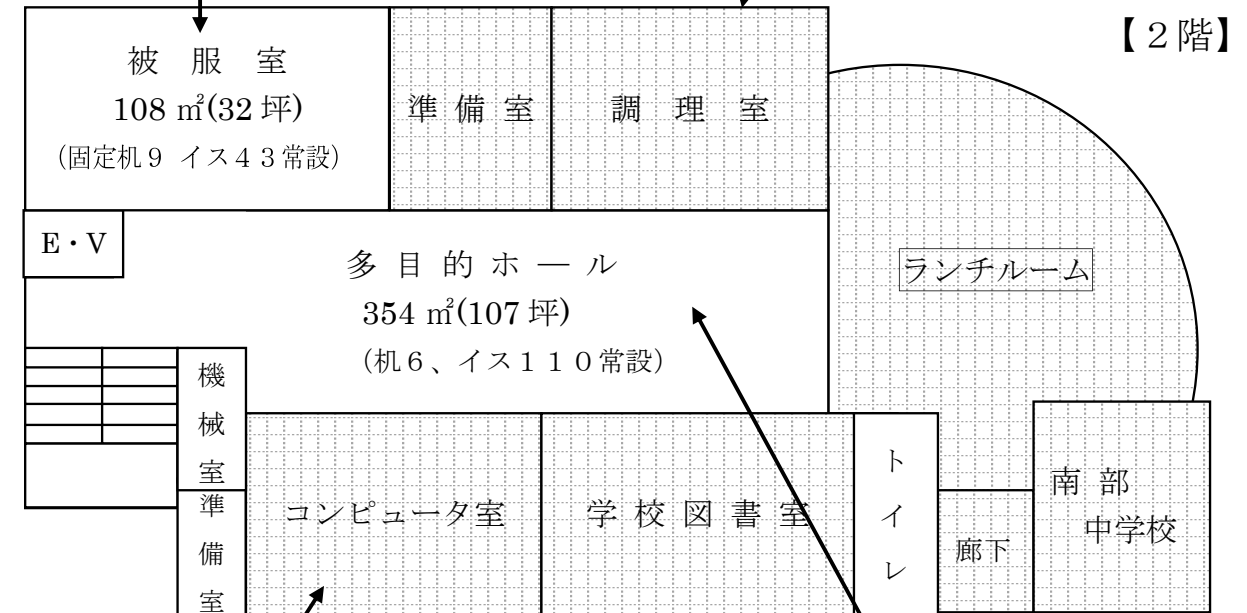 【２階】
被 服 室
108 ㎡(32 坪)
（固定机９ イス４３常設）
準 備 室
調 理 室
E・V
多 目 的 ホ ー ル
354 ㎡(107 坪)
（机６、イス１１０常設）
ランチルーム
機械室
準備室
コンピュータ室
学 校 図 書 室
トイレ
廊下
南 部
中学校